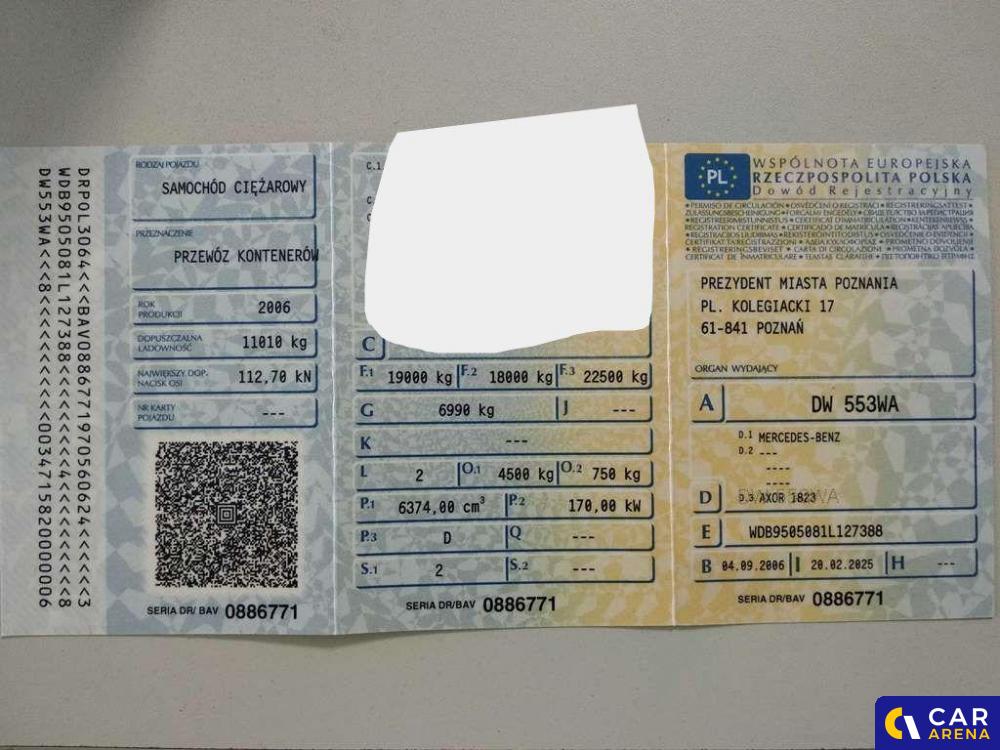 DRPOL3064<<<BAV0886771970560624<<<<<<3
WDB9505081L127388<<<<<<<4<<<<<<<<<8
DW553WA<<8<<<<<<<<<<<003471582000006
RODZAJ POJAZDU
SAMOCHÓD CIĘŻAROWY
PRZEZNACZENIE
PRZEWÓZ KONTENERÓW
ROK PRODUKCJI
2006
DOPUSZCZALNA ŁADOWNOŚĆ
11010 kg
NAJWIĘKSZY DOP. NACISK OSI
112,70 kN
NR KARTY POJAZDU
---
SERIA DR/BAV 0886771
C.1
C
F.1 19000 kg F.2 18000 kg F.3 22500 kg
G 6990 kg J ---
K ---
L 2 O.1 4500 kg O.2 750 kg
P.1 6374,00 cm³ P.2 170,00 kW
P.3 D Q ---
S.1 2 S.2 ---
SERIA DR/BAV 0886771
PL
WSPÓLNOTA EUROPEJSKA
RZECZPOSPOLITA POLSKA
Dowód Rejestracyjny
PREZYDENT MIASTA POZNANIA
PL. KOLEGIACKI 17
61-841 POZNAŃ
ORGAN WYDAJĄCY
A DW 553WA
D.1 MERCEDES-BENZ
D.2 ---
----
----
D D.3 AXOR 1823
E WDB9505081L127388
B 04.09.2006 I 20.02.2025 H ---
SERIA DR/BAV 0886771
CAR
ARENA